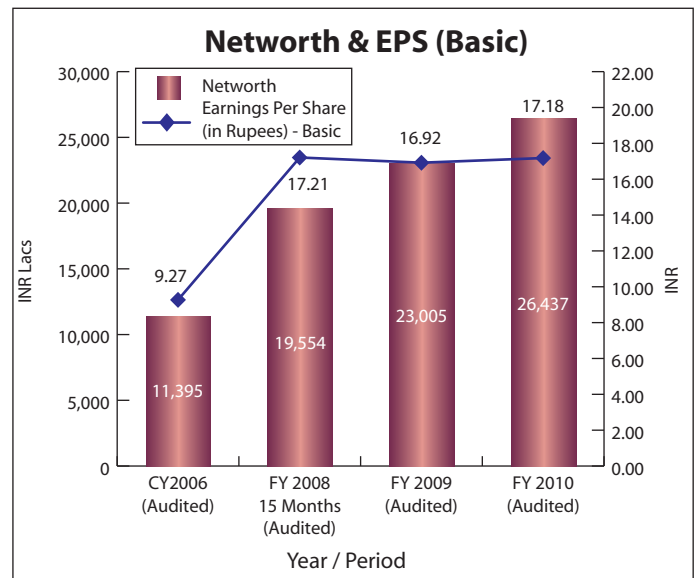 Networth & EPS (Basic)
Networth
Earnings Per Share
(in Rupees) - Basic
INR Lacs
30,000
25,000
20,000
15,000
10,000
5,000
0
22.00
20.00
18.00
16.00
14.00
12.00
10.00
8.00
6.00
4.00
2.00
0.00
INR
9.27
17.21
16.92
17.18
11,395
19,554
23,005
26,437
CY2006
(Audited)
FY 2008
15 Months
(Audited)
FY 2009
(Audited)
FY 2010
(Audited)
Year / Period